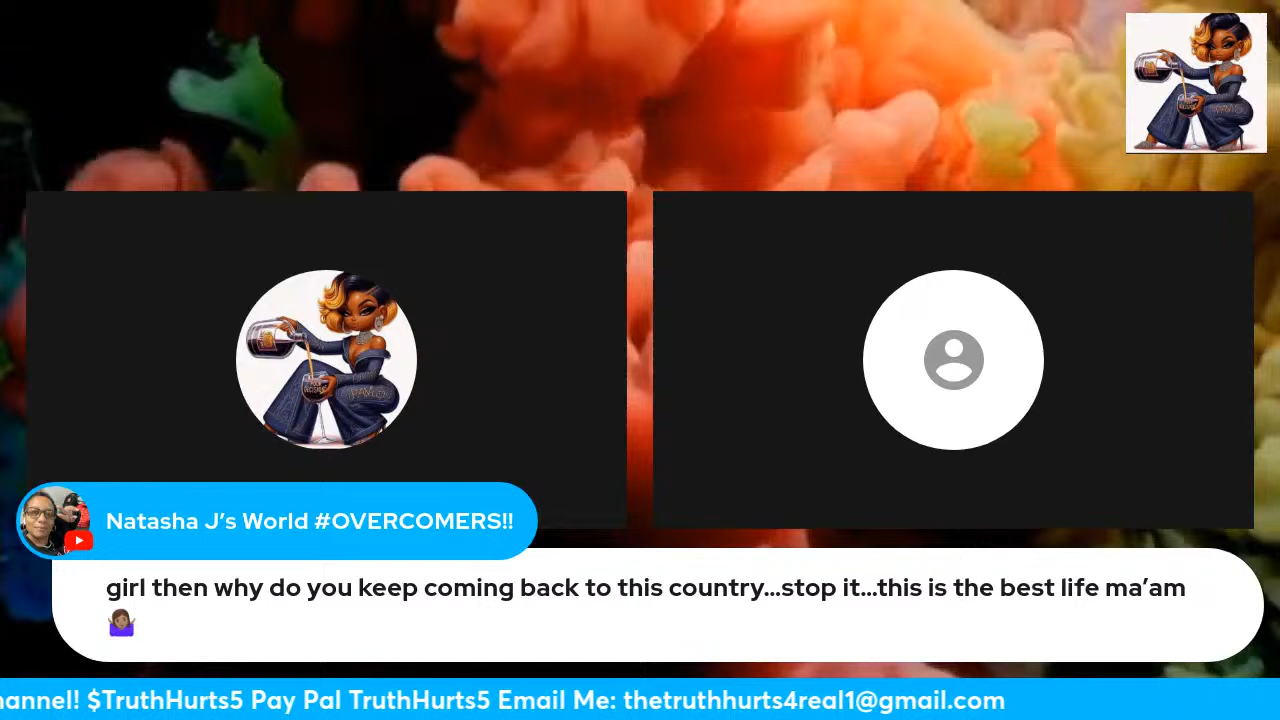 Natasha J's World #OVERCOMERS!!
girl then why do you keep coming back to this country...stop it...this is the best life ma'am
🤷🏽‍♀️
hannel! $TruthHurts5 Pay Pal TruthHurts5 Email Me: thetruthhurts4real1@gmail.com